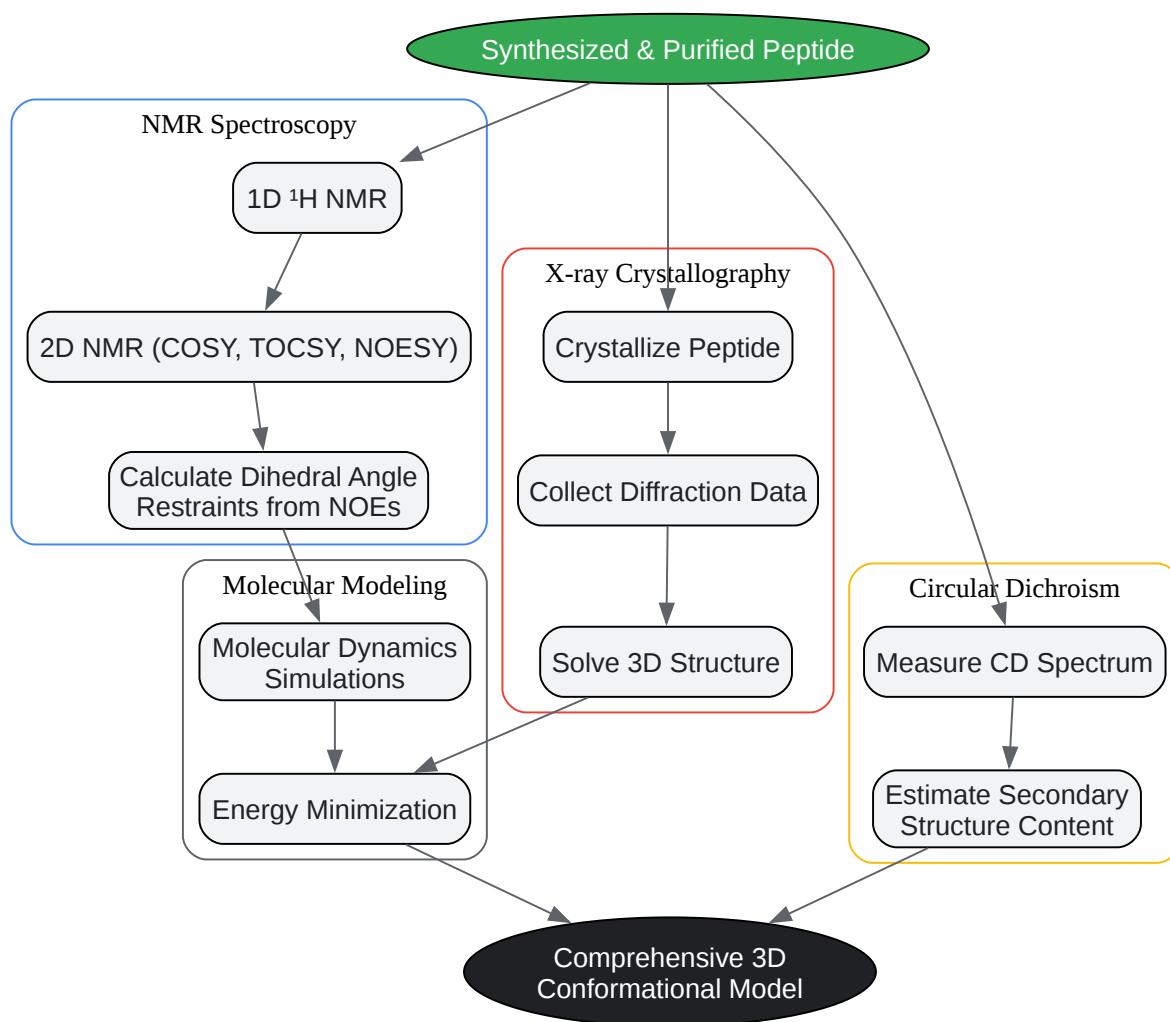 Synthesized & Purified Peptide
NMR Spectroscopy
1D ¹H NMR
2D NMR (COSY, TOCSY, NOESY)
Calculate Dihedral Angle
Restraints from NOEs
X-ray Crystallography
Crystallize Peptide
Collect Diffraction Data
Solve 3D Structure
Molecular Modeling
Molecular Dynamics
Simulations
Energy Minimization
Circular Dichroism
Measure CD Spectrum
Estimate Secondary
Structure Content
Comprehensive 3D
Conformational Model